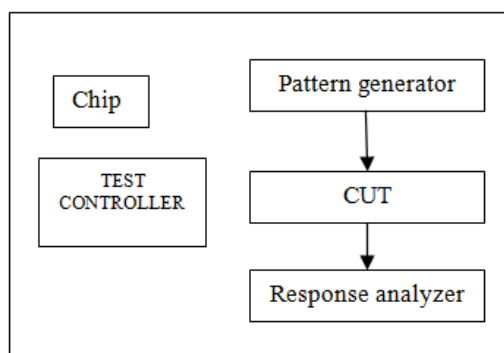 Chip
Pattern generator
TEST
CONTROLLER
CUT
Response analyzer